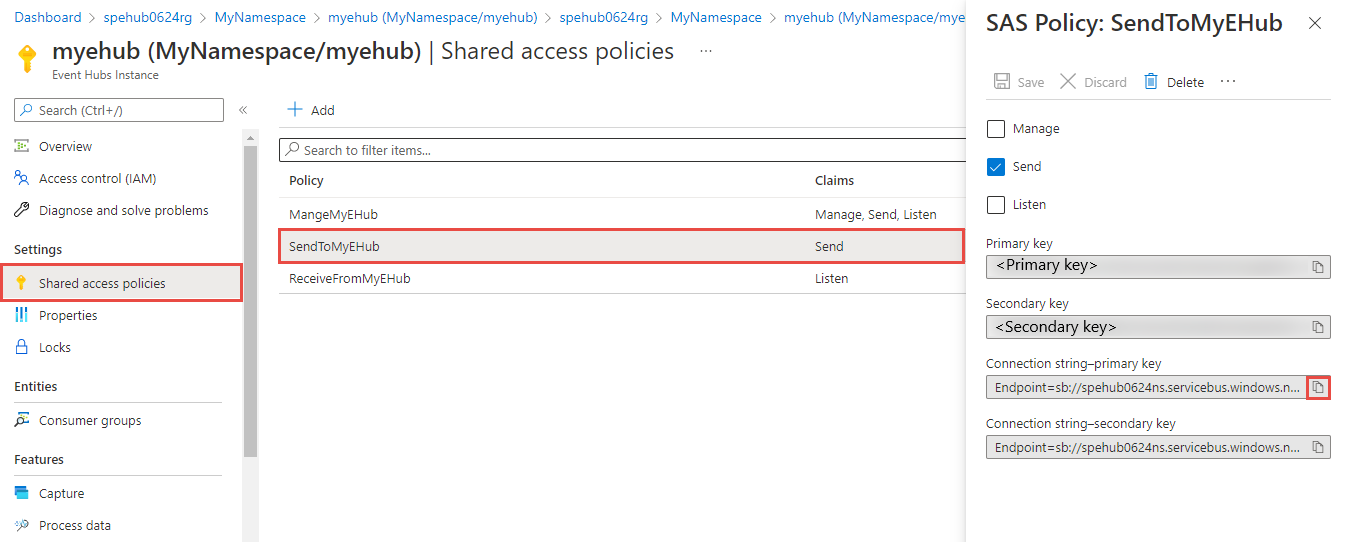 Dashboard > spehub0624rg > MyNamespace > myehub (MyNamespace/myehub) > spehub0624rg > MyNamespace > myehub (MyNamespace/mye
myehub (MyNamespace/myehub) | Shared access policies ...
Event Hubs Instance
Search (Ctrl+/)
«
Overview
Access control (IAM)
Diagnose and solve problems
Settings
Shared access policies
Properties
Locks
Entities
Consumer groups
Features
Capture
Process data
+ Add
Search to filter items...
Policy Claims
MangeMyEHub Manage, Send, Listen
SendToMyEHub Send
ReceiveFromMyEHub Listen
SAS Policy: SendToMyEHub
Save Discard Delete ...
Manage
Send
Listen
Primary key
<Primary key>
Secondary key
<Secondary key>
Connection string–primary key
Endpoint=sb://spehub0624ns.servicebus.windows.n...
Connection string–secondary key
Endpoint=sb://spehub0624ns.servicebus.windows.n...